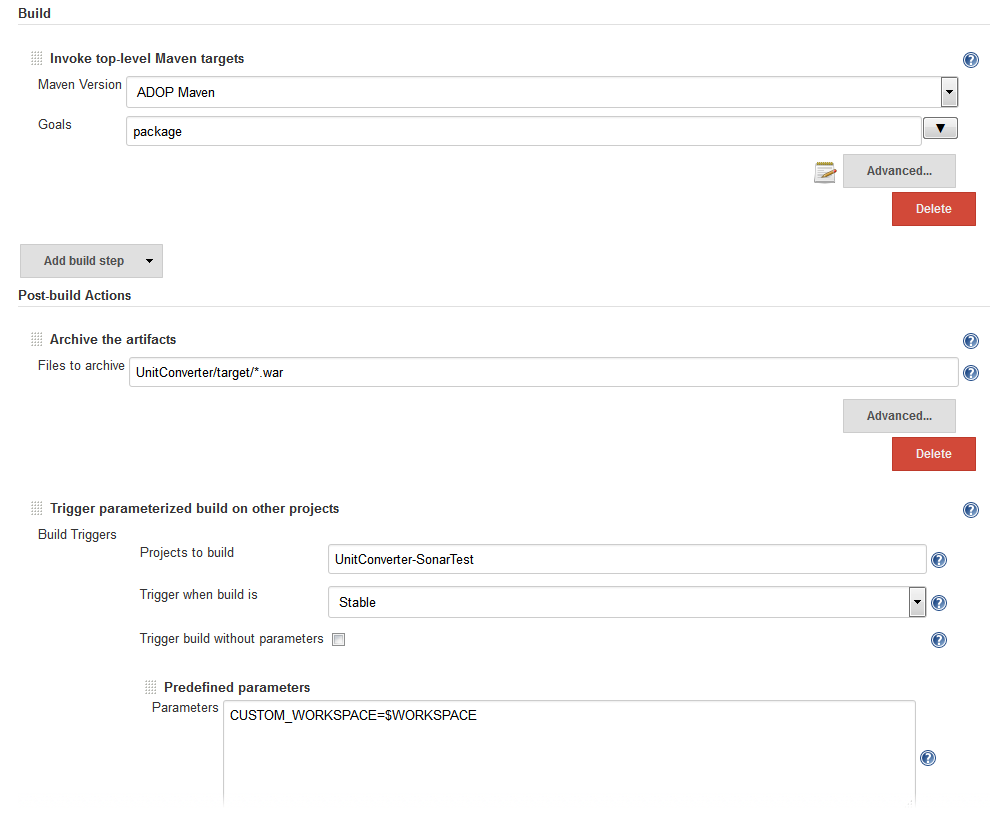 Build
Invoke top-level Maven targets
Maven Version ADOP Maven
Goals package
Advanced...
Delete
Add build step
Post-build Actions
Archive the artifacts
Files to archive UnitConverter/target/*.war
Advanced...
Delete
Trigger parameterized build on other projects
Build Triggers
Projects to build UnitConverter-SonarTest
Trigger when build is Stable
Trigger build without parameters
Predefined parameters
Parameters CUSTOM_WORKSPACE=$WORKSPACE